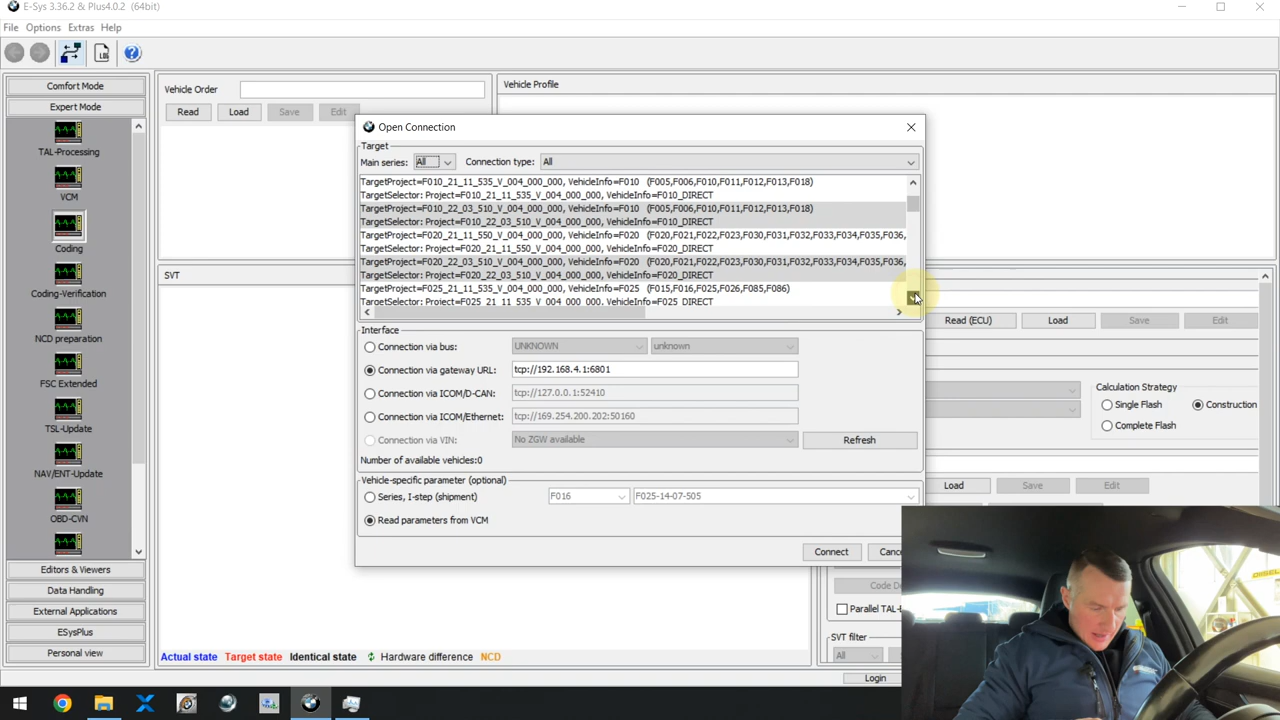 E-Sys 3.36.2 & Plus4.0.2 (64bit)
File Options Extras Help
Comfort Mode
Expert Mode
TAL-Processing
VCM
Coding
Coding-Verification
NCD preparation
FSC Extended
TSL-Update
NAV/ENT-Update
OBD-CVN
Editors & Viewers
Data Handling
External Applications
ESysPlus
Personal view
Vehicle Order
Read Load Save Edit
Vehicle Profile
SVT
Open Connection
Target
Main series: All Connection type: All
TargetProject=F010_21_11_535_V_004_000_000, VehicleInfo=F010 (F005,F006,F010,F011,F012,F013,F018)
TargetSelector: Project=F010_21_11_535_V_004_000_000, VehicleInfo=F010_DIRECT
TargetProject=F010_22_03_510_V_004_000_000, VehicleInfo=F010 (F005,F006,F010,F011,F012,F013,F018)
TargetSelector: Project=F010_22_03_510_V_004_000_000, VehicleInfo=F010_DIRECT
TargetProject=F020_21_11_550_V_004_000_000, VehicleInfo=F020 (F020,F021,F022,F023,F030,F031,F032,F033,F034,F035,F036,
TargetSelector: Project=F020_21_11_550_V_004_000_000, VehicleInfo=F020_DIRECT
TargetProject=F020_22_03_510_V_004_000_000, VehicleInfo=F020 (F020,F021,F022,F023,F030,F031,F032,F033,F034,F035,F036,
TargetSelector: Project=F020_22_03_510_V_004_000_000, VehicleInfo=F020_DIRECT
TargetProject=F025_21_11_535_V_004_000_000, VehicleInfo=F025 (F015,F016,F025,F026,F085,F086)
TargetSelector: Project=F025_21_11_535_V_004_000_000, VehicleInfo=F025_DIRECT
Interface
Connection via bus: UNKNOWN unknown
Connection via gateway URL: tcp://192.168.4.1:6801
Connection via ICOM/D-CAN: tcp://127.0.0.1:52410
Connection via ICOM/Ethernet: tcp://169.254.200.202:50160
Connection via VIN: No ZGW available Refresh
Number of available vehicles:0
Vehicle-specific parameter (optional)
Series, I-step (shipment) F016 F025-14-07-505
Read parameters from VCM
Connect Cance
Read (ECU) Load Save Edit
Calculation Strategy
Single Flash Construction
Complete Flash
Load Save Edit
Code De
Parallel TAL-
SVT filter
All
Actual state Target state Identical state Hardware difference NCD
Login
DIESEL